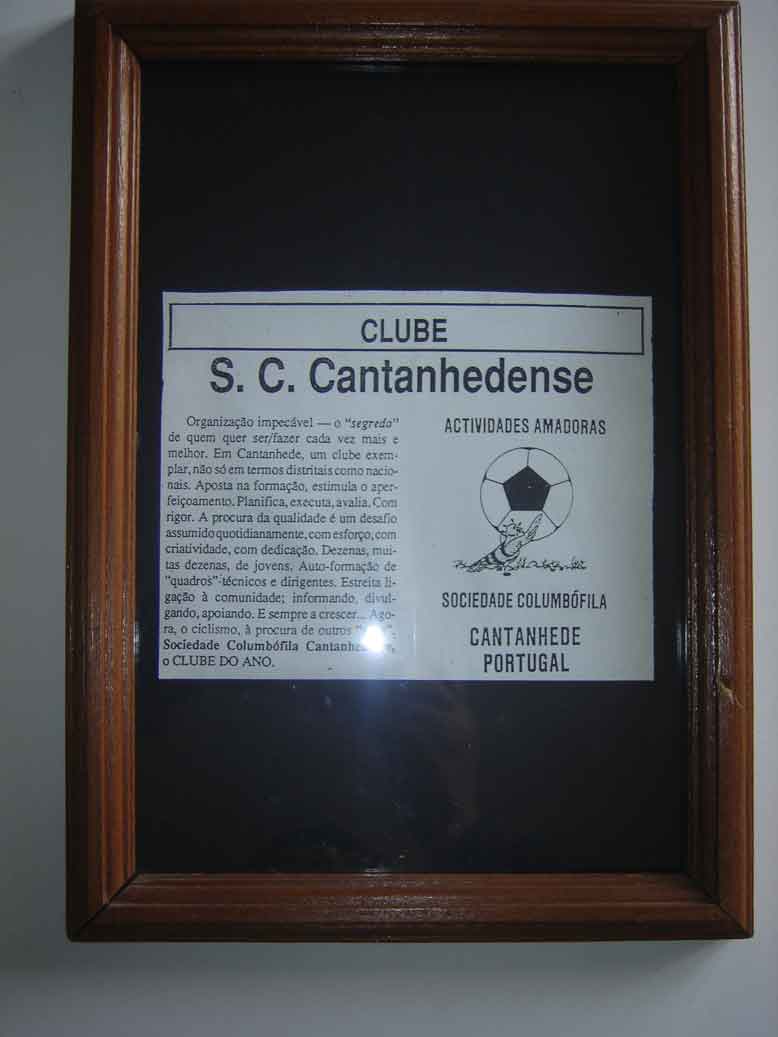 CLUBE
S. C. Cantanhedense
Organização impecável — o "segredo"
de quem quer ser/fazer cada vez mais e
melhor. Em Cantanhede, um clube exem-
plar, não só em termos distritais como nacio-
nais. Aposta na formação, estimula o aper-
feiçoamento. Planifica, executa, avalia. Com
rigor. A procura da qualidade é um desafio
assumido quotidianamente, com esforço, com
criatividade, com dedicação. Dezenas, mui-
tas dezenas, de jovens. Auto-formação de
"quadros" técnicos e dirigentes. Estreita li-
gação à comunidade; informando, divul-
gando, apoiando. E sempre a crescer... Ago-
ra, o ciclismo, à procura de outros
Sociedade Columbófila
o CLUBE DO ANO.
ACTIVIDADES AMADORAS
SOCIEDADE COLUMBÓFILA
CANTANHEDE
PORTUGAL